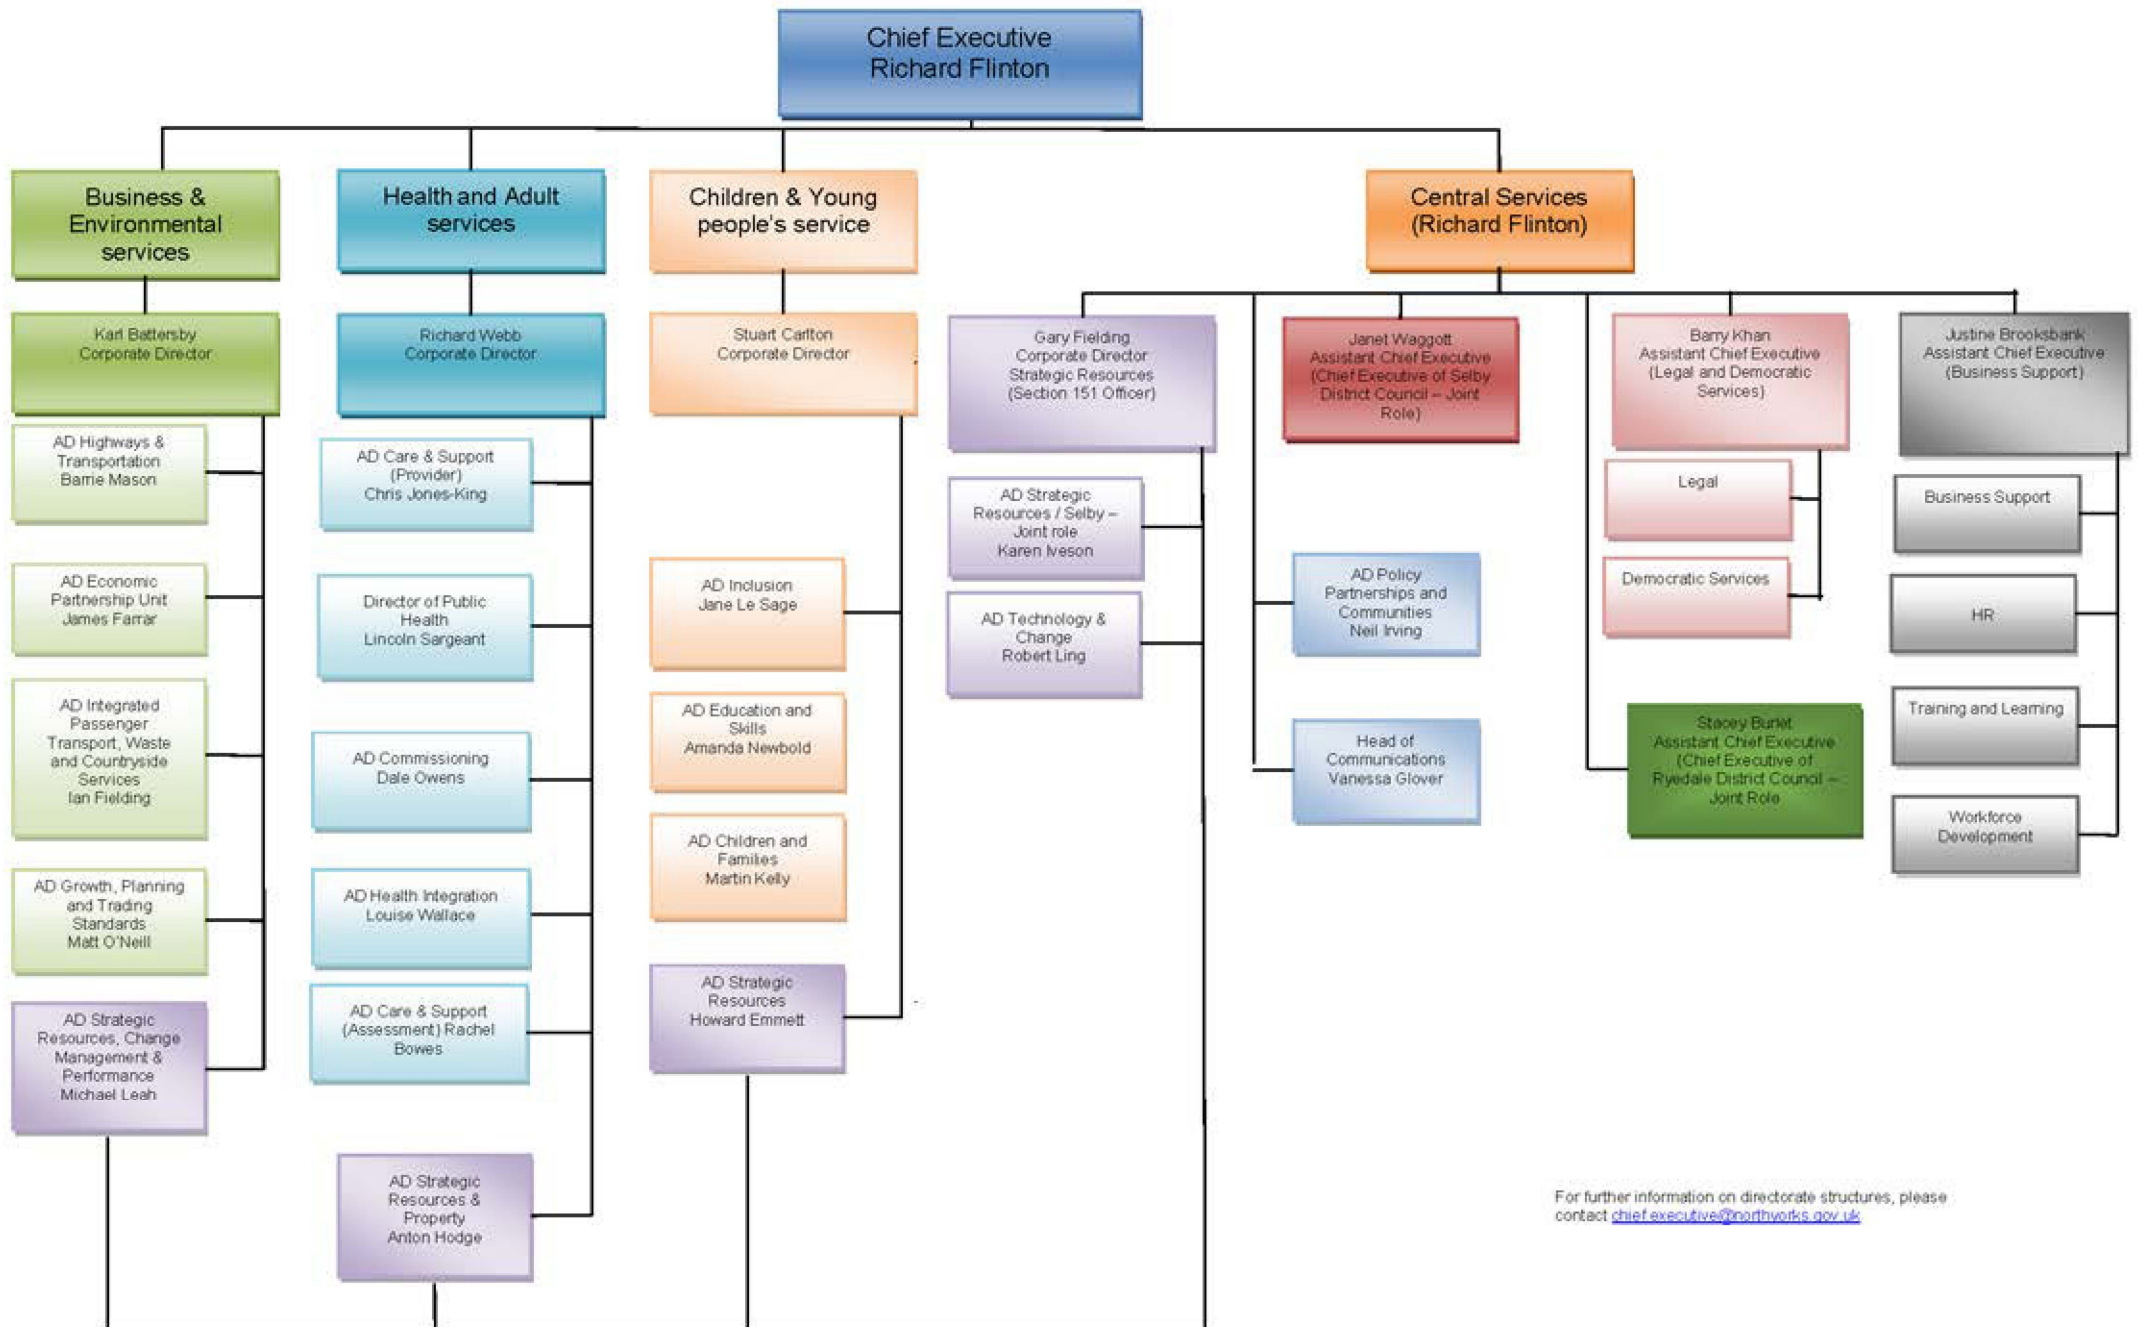 Chief Executive
Richard Flinton
Business &
Environmental
services
Health and Adult
services
Children & Young
people's service
Central Services
(Richard Flinton)
Karl Battersby
Corporate Director
Richard Webb
Corporate Director
Stuart Carlton
Corporate Director
Gary Fielding
Corporate Director
Strategic Resources
(Section 151 Officer)
Janet Waggott
Assistant Chief Executive
(Chief Executive of Selby
District Council – Joint
Role)
Barry Khan
Assistant Chief Executive
(Legal and Democratic
Services)
Justine Brooksbank
Assistant Chief Executive
(Business Support)
AD Highways &
Transportation
Barrie Mason
AD Economic
Partnership Unit
James Farrar
AD Integrated
Passenger
Transport, Waste
and Countryside
Services
Ian Fielding
AD Growth, Planning
and Trading
Standards
Matt O'Neill
AD Strategic
Resources, Change
Management &
Performance
Michael Leah
AD Care & Support
(Provider)
Chris Jones-King
Director of Public
Health
Lincoln Sargeant
AD Commissioning
Dale Owens
AD Health Integration
Louise Wallace
AD Care & Support
(Assessment) Rachel
Bowes
AD Strategic
Resources &
Property
Anton Hodge
AD Inclusion
Jane Le Sage
AD Education and
Skills
Amanda Newbold
AD Children and
Families
Martin Kelly
AD Strategic
Resources
Howard Emmett
AD Strategic
Resources / Selby –
Joint role
Karen Iveson
AD Technology &
Change
Robert Ling
AD Policy
Partnerships and
Communities
Neil Irving
Head of
Communications
Vanessa Glover
Legal
Democratic Services
Stacey Burlet
Assistant Chief Executive
(Chief Executive of
Ryedale District Council –
Joint Role
Business Support
HR
Training and Learning
Workforce
Development
For further information on directorate structures, please
contact chief.executive@northyorks.gov.uk